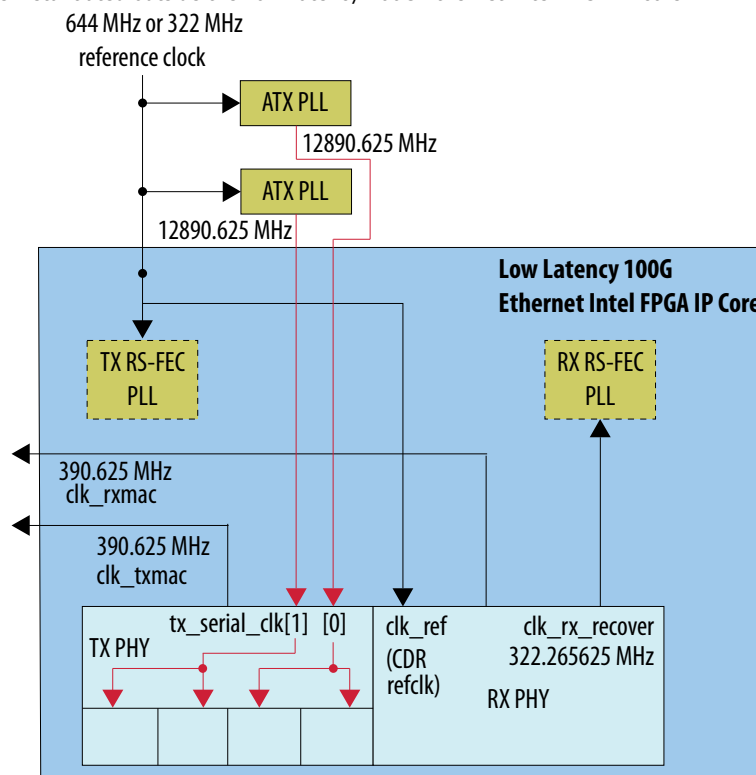 644 MHz or 322 MHz
reference clock
ATX PLL
12890.625 MHz
ATX PLL
12890.625 MHz
Low Latency 100G
Ethernet Intel FPGA IP Core
TX RS-FEC
PLL
RX RS-FEC
PLL
390.625 MHz
clk_rxmac
390.625 MHz
clk_txmac
tx_serial_clk[1] [0]
TX PHY
clk_ref
(CDR
refclk)
clk_rx_recover
322.265625 MHz
RX PHY